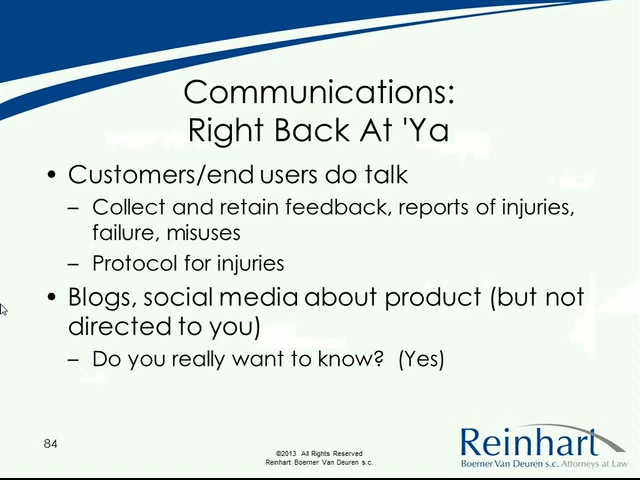 Communications:
Right Back At 'Ya
• Customers/end users do talk
– Collect and retain feedback, reports of injuries,
failure, misuses
– Protocol for injuries
• Blogs, social media about product (but not
directed to you)
– Do you really want to know? (Yes)
84
©2013 All Rights Reserved
Reinhart Boerner Van Deuren s.c.
Reinhart
Boerner Van Deuren s.c. Attorneys at Law